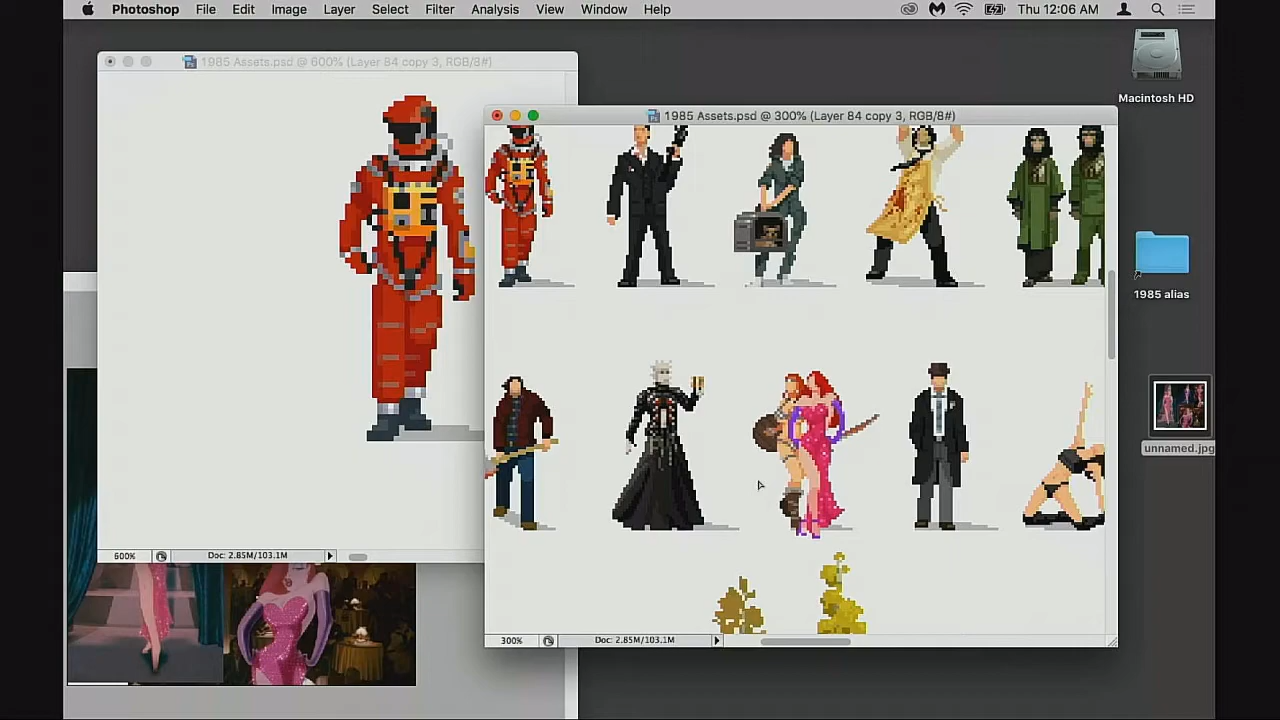 Photoshop File Edit Image Layer Select Filter Analysis View Window Help Thu 12:06 AM
1985 Assets.psd @ 600% (Layer 84 copy 3, RGB/8#)
Macintosh HD
1985 Assets.psd @ 300% (Layer 84 copy 3, RGB/8#)
1985 alias
unnamed.jpg
600% Doc: 2.85M/103.1M
300% Doc: 2.85M/103.1M